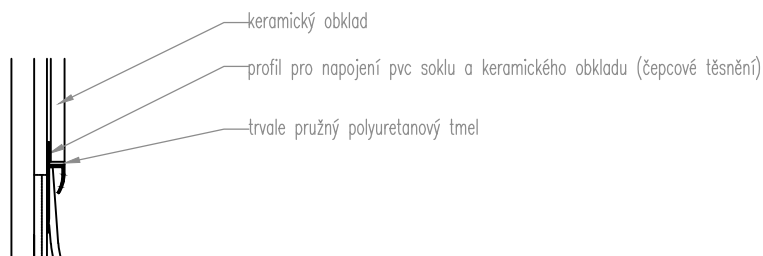 keramický obklad
profil pro napojení pvc soklu a keramického obkladu (čepcové těsnění)
trvale pružný polyuretanový tmel